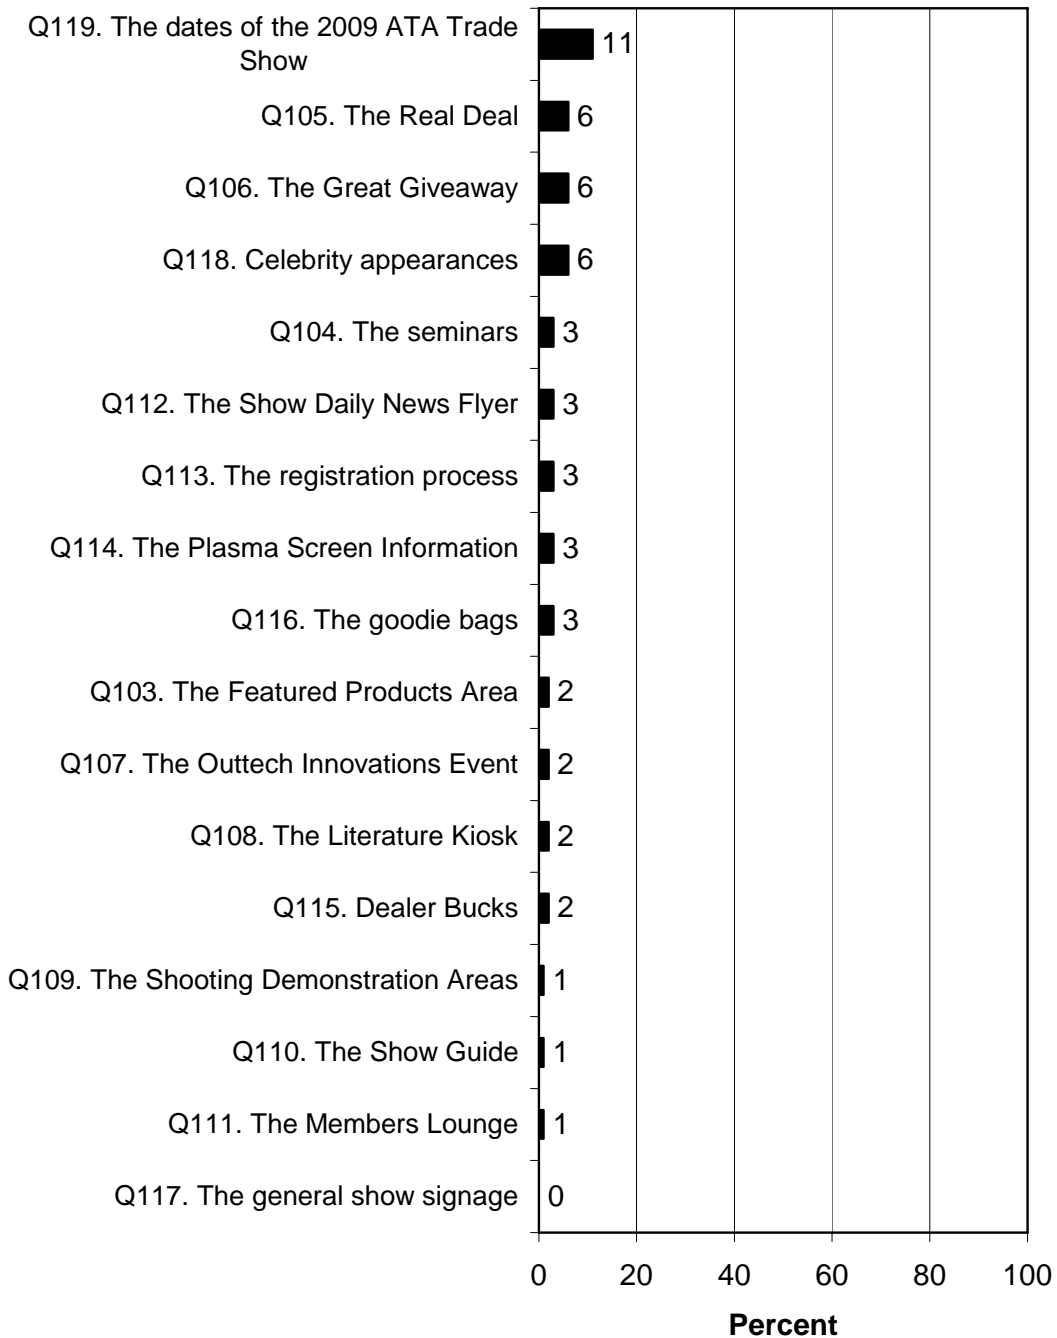 Q119. The dates of the 2009 ATA Trade
Show
11
Q105. The Real Deal
6
Q106. The Great Giveaway
6
Q118. Celebrity appearances
6
Q104. The seminars
3
Q112. The Show Daily News Flyer
3
Q113. The registration process
3
Q114. The Plasma Screen Information
3
Q116. The goodie bags
3
Q103. The Featured Products Area
2
Q107. The Outtech Innovations Event
2
Q108. The Literature Kiosk
2
Q115. Dealer Bucks
2
Q109. The Shooting Demonstration Areas
1
Q110. The Show Guide
1
Q111. The Members Lounge
1
Q117. The general show signage
0
0 20 40 60 80 100
Percent